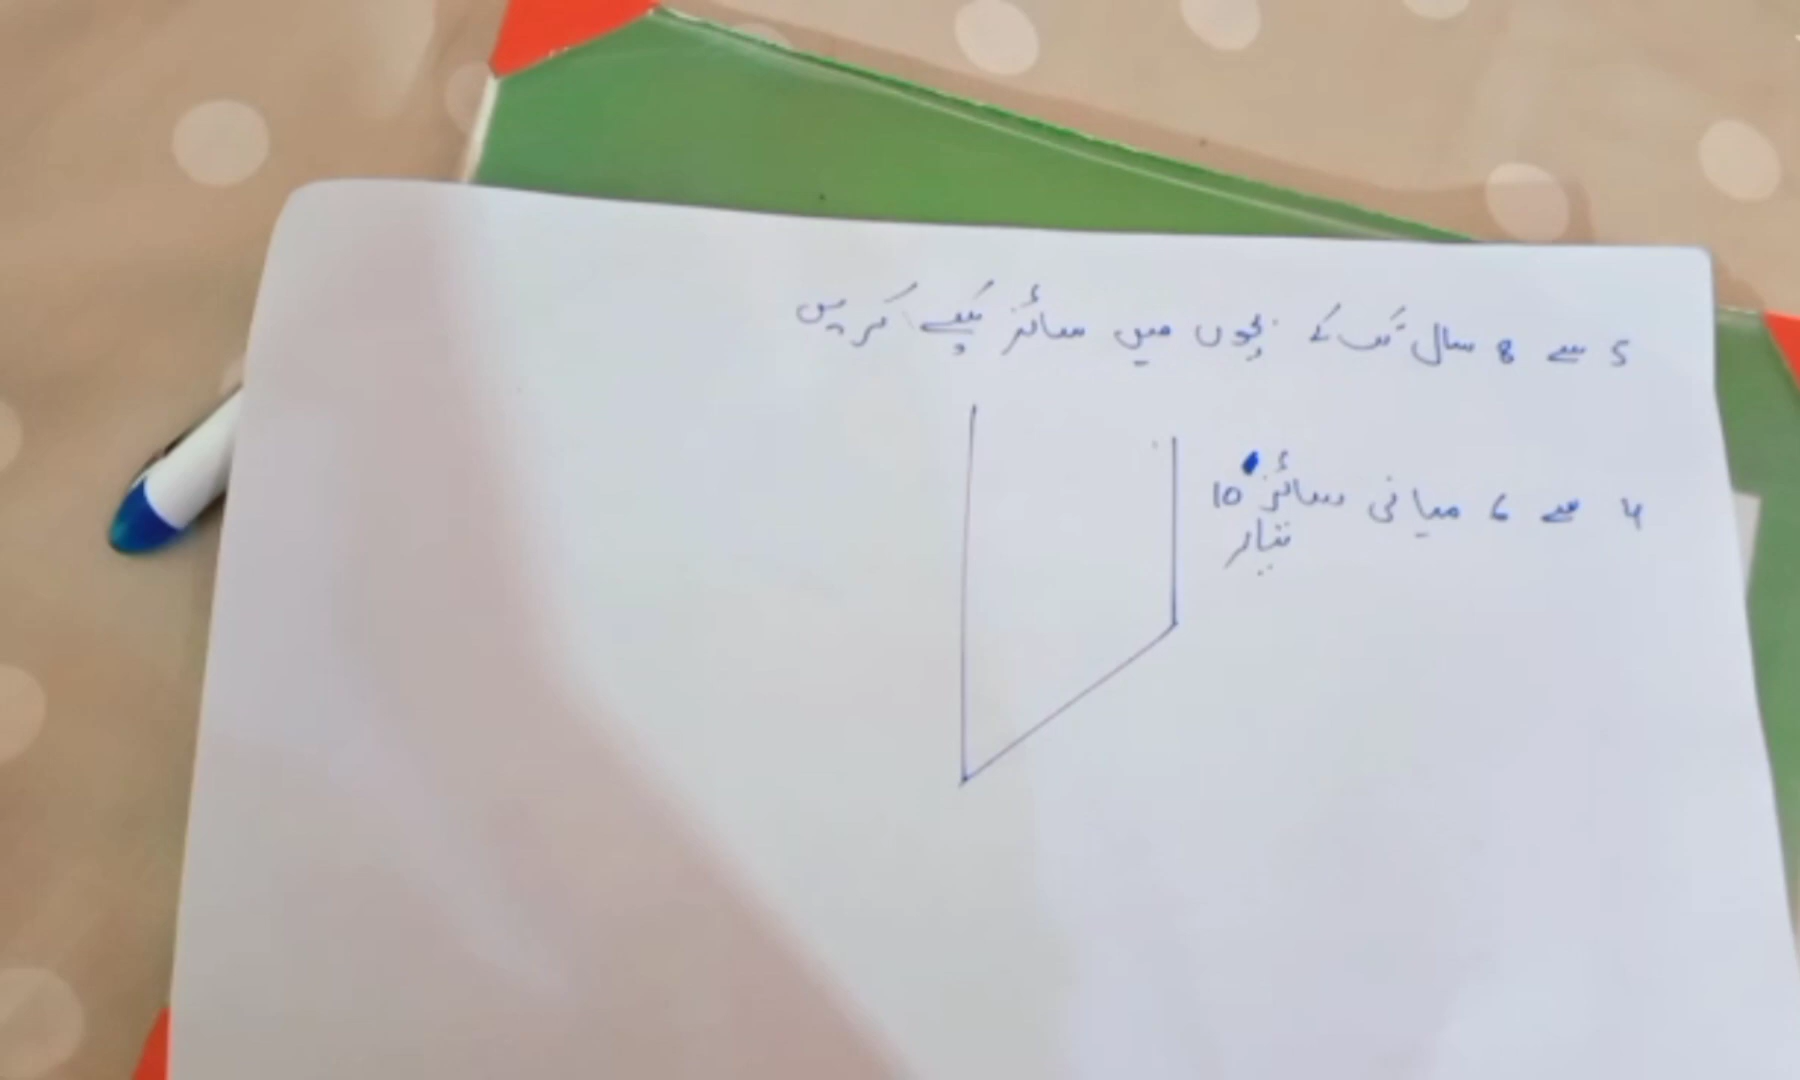 5 سے 8 سال تک کے بچوں میں سائز کیسے کریں
4 سے 6 میانی سائز 10
تیار